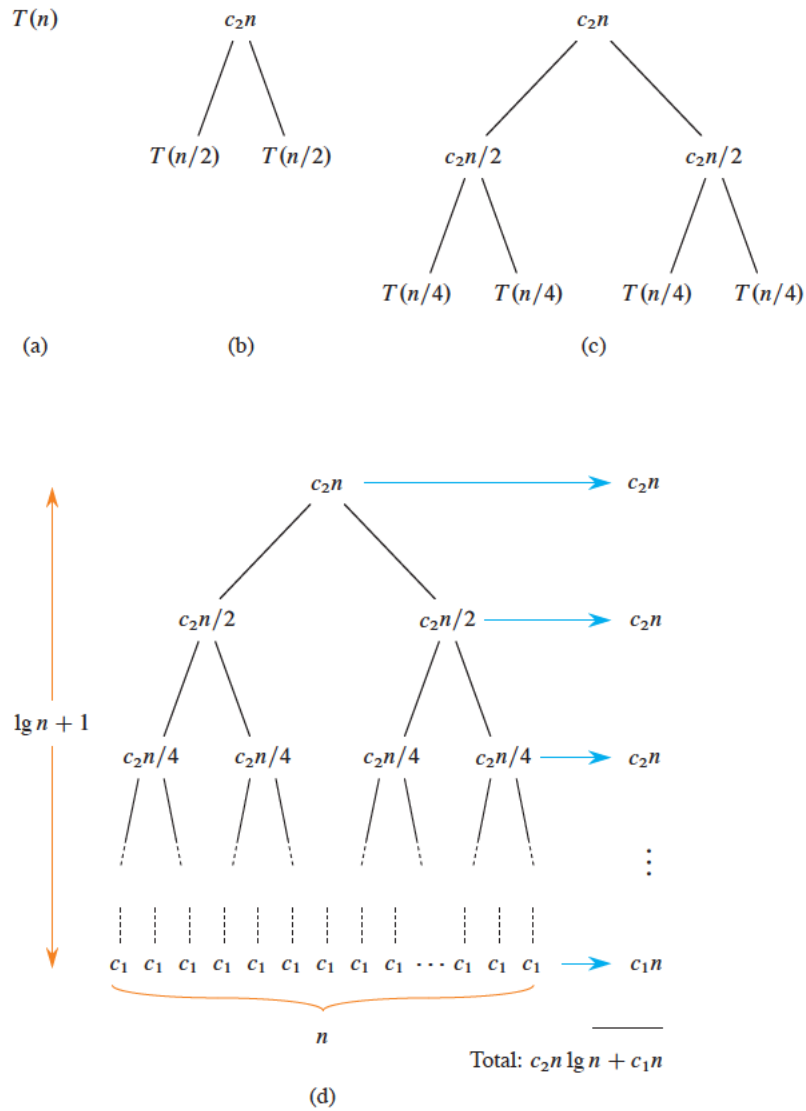 T(n) c₂n c₂n
T(n/2) T(n/2) c₂n/2 c₂n/2
T(n/4) T(n/4) T(n/4) T(n/4)
(a) (b) (c)
c₂n c₂n
c₂n/2 c₂n/2 c₂n
lg n + 1
c₂n/4 c₂n/4 c₂n/4 c₂n/4 c₂n
⋮
c₁ c₁ c₁ c₁ c₁ c₁ c₁ c₁ c₁ ⋯ c₁ c₁ c₁ c₁n
n
Total: c₂n lg n + c₁n
(d)